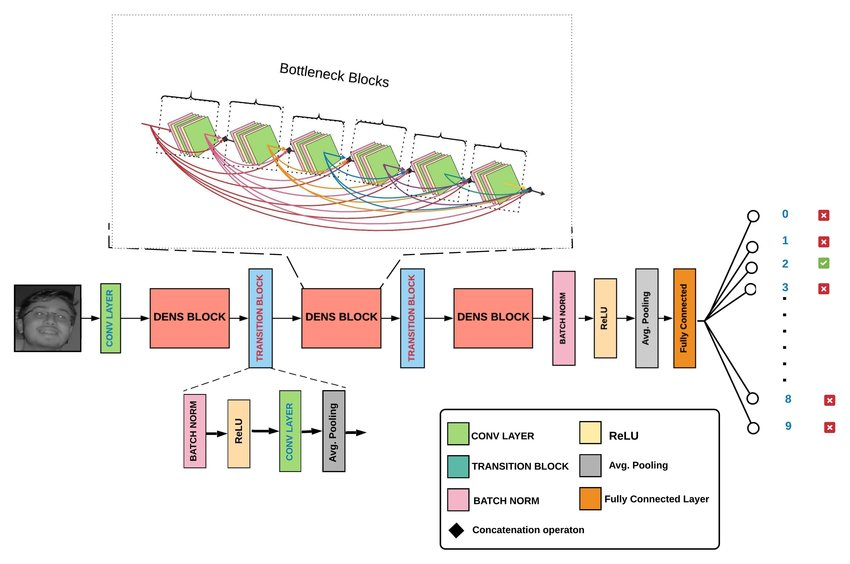 Bottleneck Blocks
0
1
2
3
8
9
CONV LAYER
DENS BLOCK
TRANSITION BLOCK
DENS BLOCK
TRANSITION BLOCK
DENS BLOCK
BATCH NORM
ReLU
Avg. Pooling
Fully Connected
BATCH NORM
ReLU
CONV LAYER
Avg. Pooling
CONV LAYER
ReLU
TRANSITION BLOCK
Avg. Pooling
BATCH NORM
Fully Connected Layer
Concatenation operaton